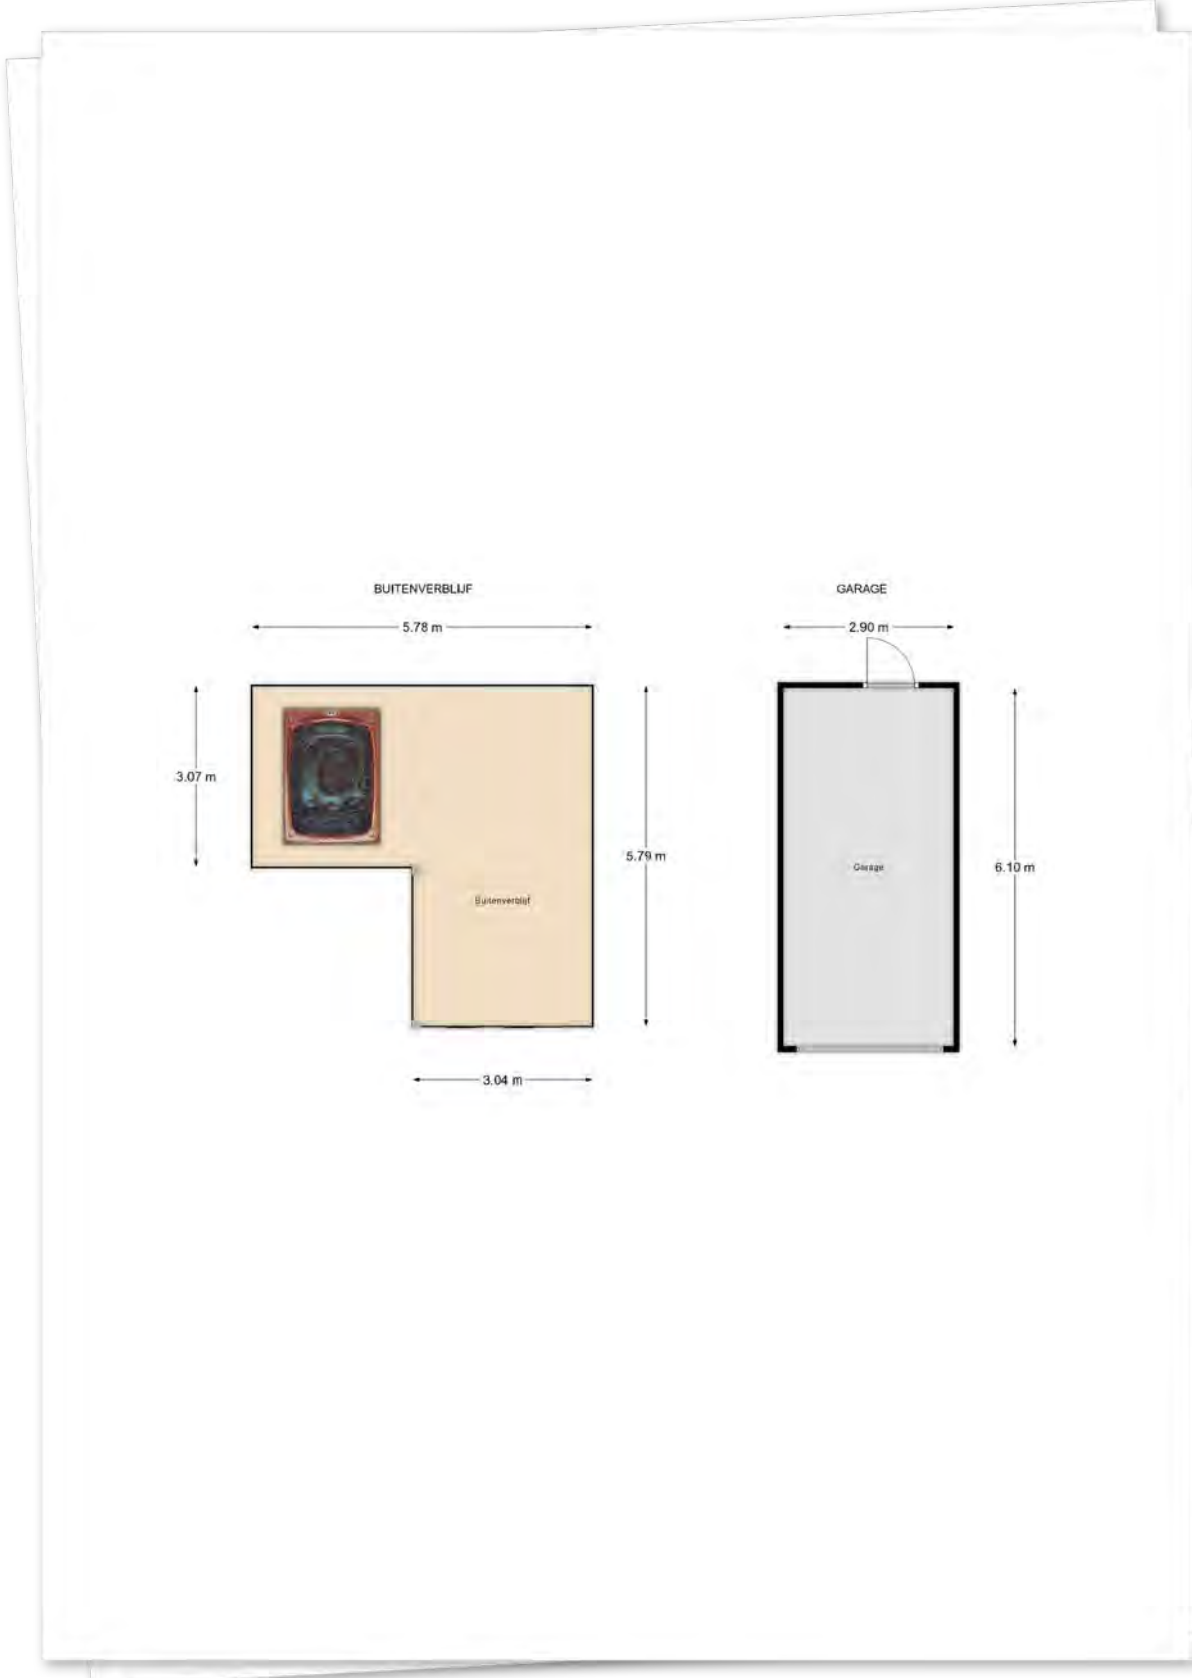 BUITENVERBLIJF
GARAGE
5.78 m
2.90 m
3.07 m
5.79 m
Garage
6.10 m
Buitenverblijf
3.04 m